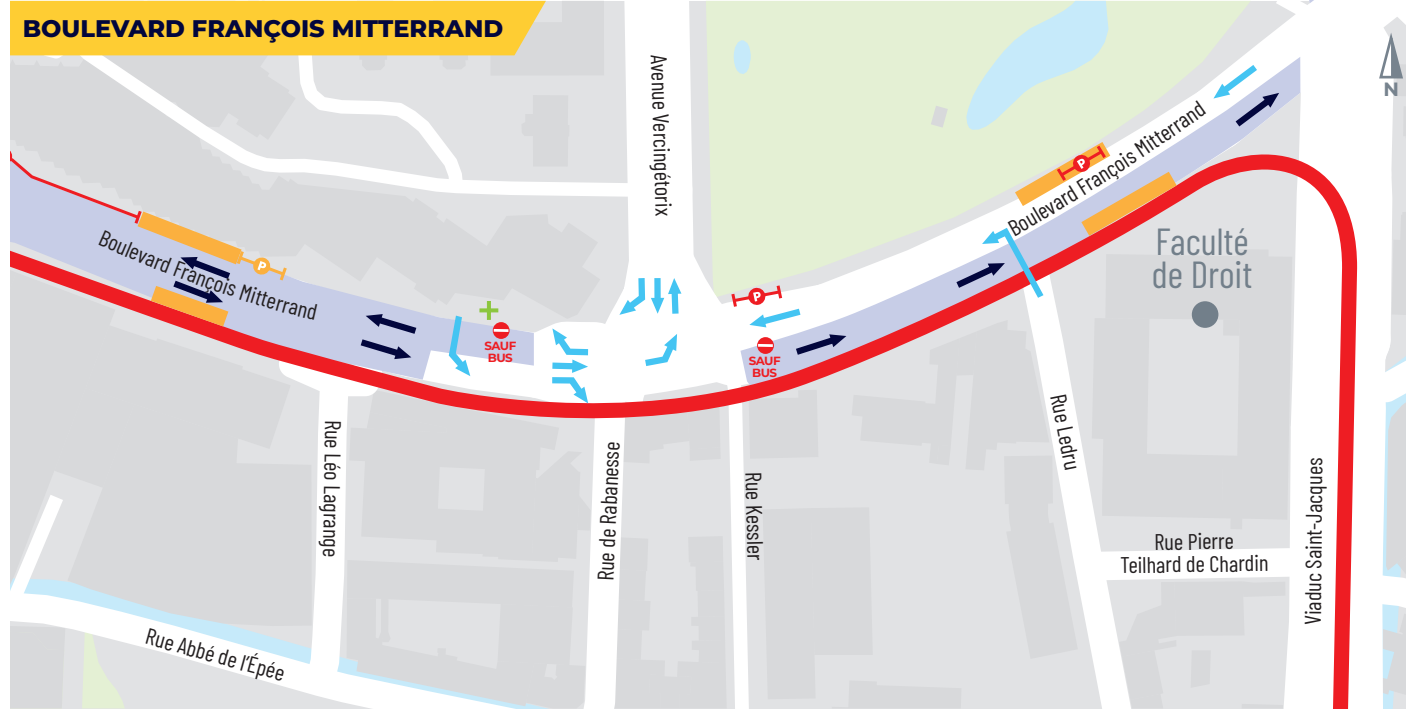 BOULEVARD FRANÇOIS MITTERRAND
Avenue Vercingétorix
N
Boulevard François Mitterrand
P
P
Boulevard François Mitterrand
P
Faculté
de Droit
SAUF
BUS
SAUF
BUS
Rue Léo Lagrange
Rue de Rabanesse
Rue Kessler
Rue Ledru
Viaduc Saint-Jacques
Rue Pierre
Teilhard de Chardin
Rue Abbé de l'Épée